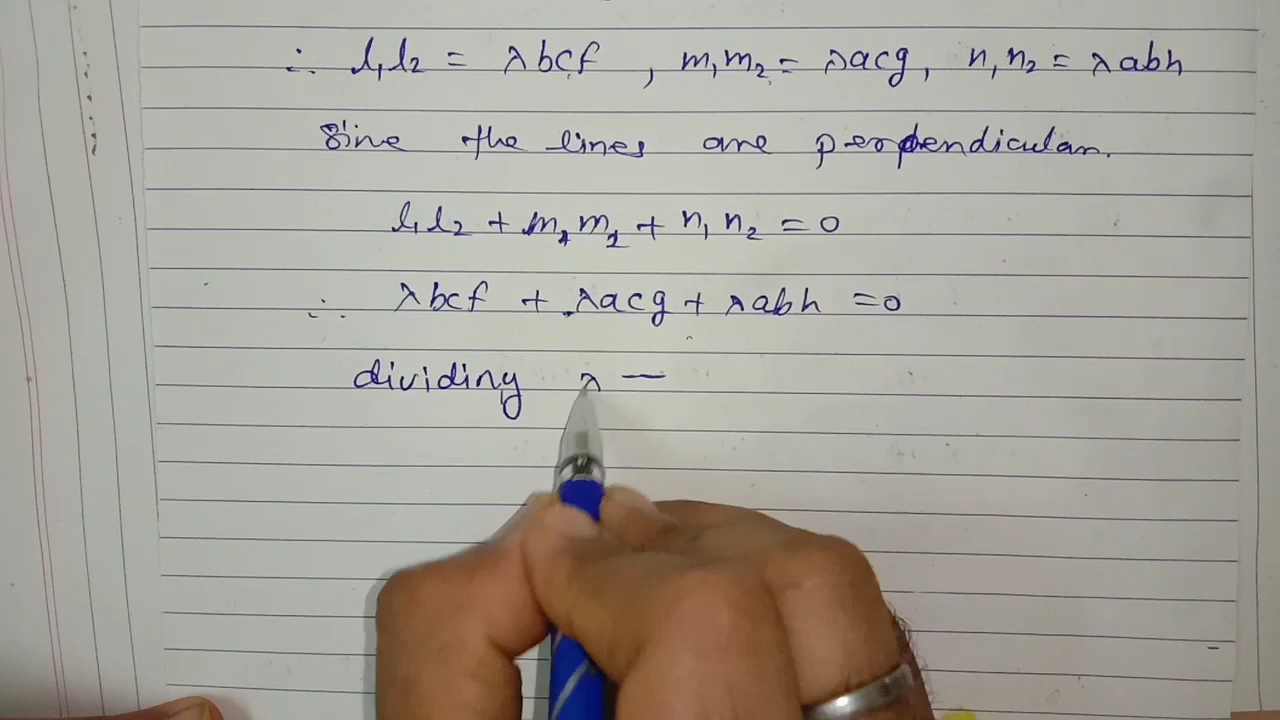 ∴ l₁l₂ = λbcf , m₁m₂ = λacg, n₁n₂ = λabh
Sine the lines are perpendicular.
l₁l₂ + m₁m₂ + n₁n₂ = 0
∴ λbcf + λacg + λabh = 0
dividing λ —